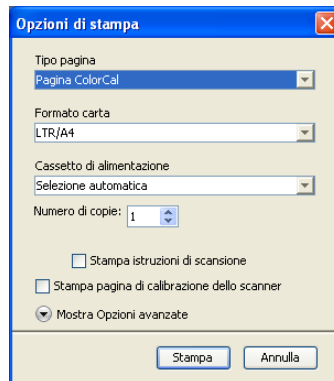 Opzioni di stampa
Tipo pagina
Pagina ColorCal
Formato carta
LTR/A4
Cassetto di alimentazione
Selezione automatica
Numero di copie: 1
Stampa istruzioni di scansione
Stampa pagina di calibrazione dello scanner
Mostra Opzioni avanzate
Stampa Annulla